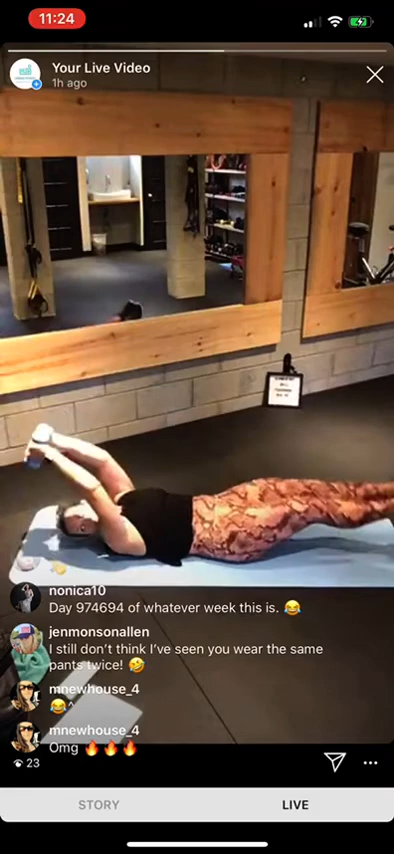 11:24
Your Live Video
1h ago
nonica10
Day 974694 of whatever week this is. 😂
jenmonsonallen
I still don't think I've seen you wear the same
pants twice! 🤣
mnewhouse_4
😂^
mnewhouse_4
Omg 🔥🔥🔥
23
STORY
LIVE